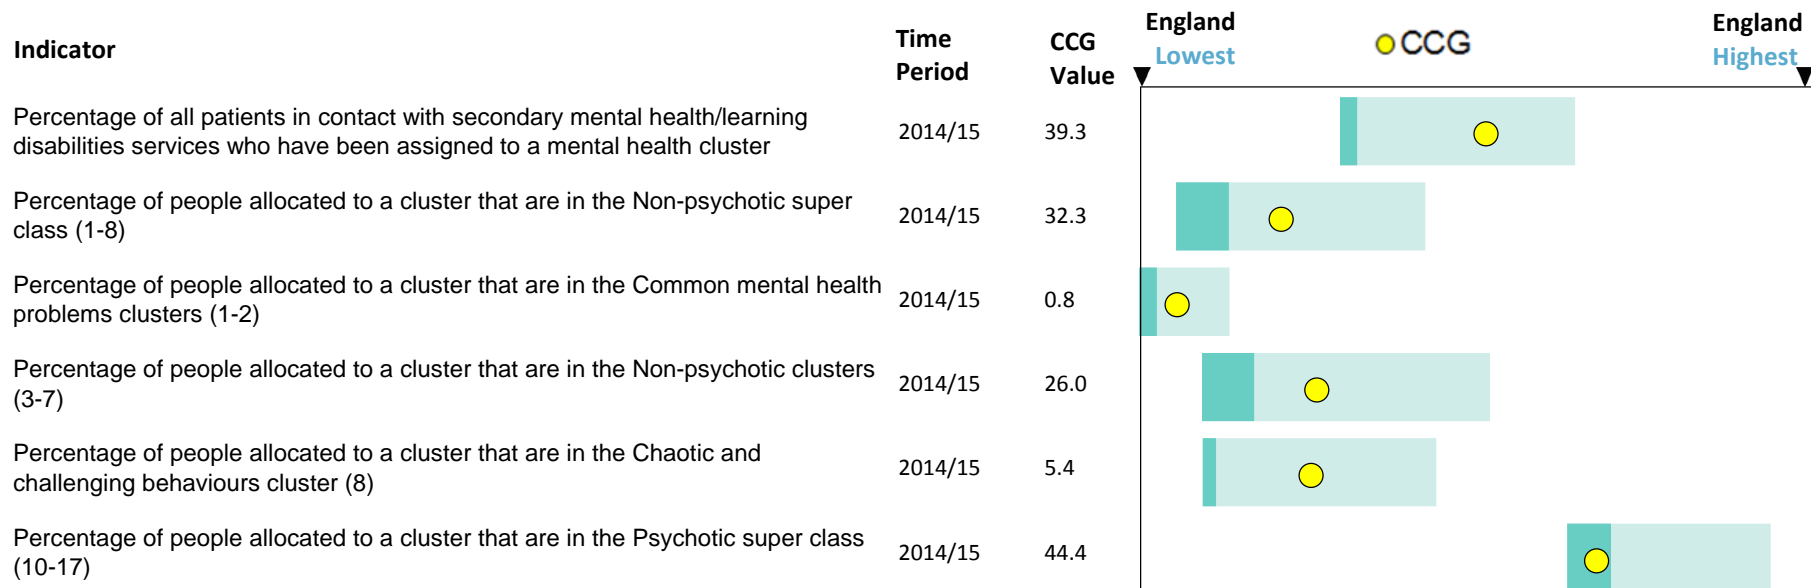 Indicator
Time Period
CCG Value
England Lowest
CCG
England Highest
Percentage of all patients in contact with secondary mental health/learning
disabilities services who have been assigned to a mental health cluster
2014/15
39.3
Percentage of people allocated to a cluster that are in the Non-psychotic super
class (1-8)
2014/15
32.3
Percentage of people allocated to a cluster that are in the Common mental health
problems clusters (1-2)
2014/15
0.8
Percentage of people allocated to a cluster that are in the Non-psychotic clusters
(3-7)
2014/15
26.0
Percentage of people allocated to a cluster that are in the Chaotic and
challenging behaviours cluster (8)
2014/15
5.4
Percentage of people allocated to a cluster that are in the Psychotic super class
(10-17)
2014/15
44.4